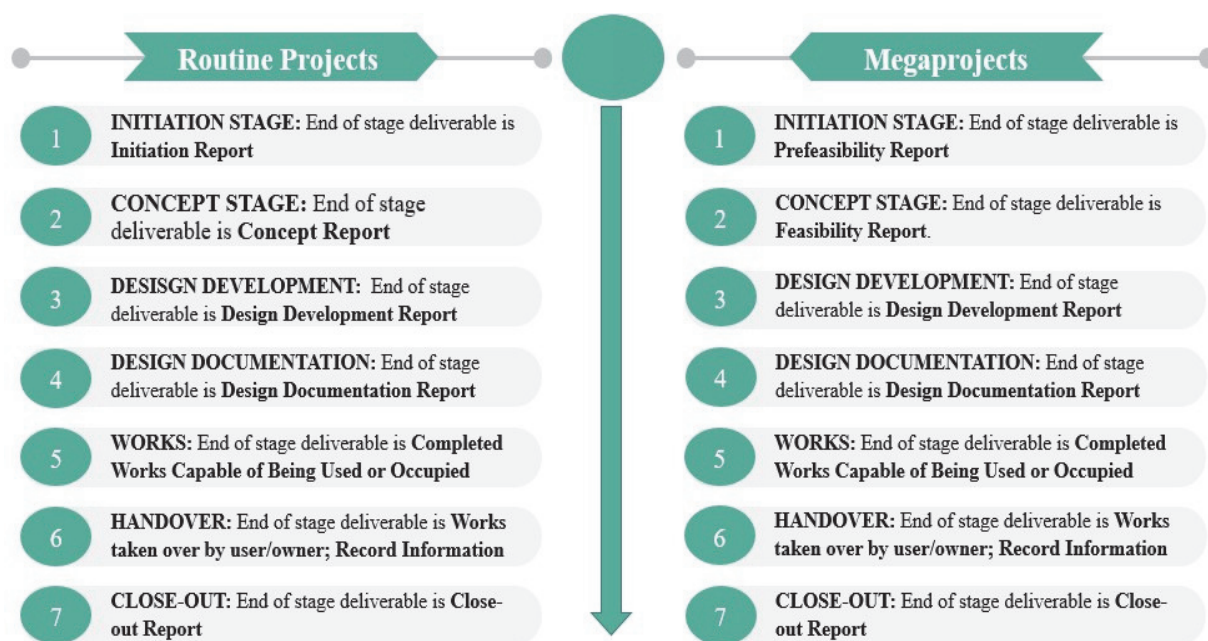 Routine Projects
1
INITIATION STAGE: End of stage deliverable is
Initiation Report
2
CONCEPT STAGE: End of stage
deliverable is Concept Report
3
DESISGN DEVELOPMENT: End of stage
deliverable is Design Development Report
4
DESIGN DOCUMENTATION: End of stage
deliverable is Design Documentation Report
5
WORKS: End of stage deliverable is Completed
Works Capable of Being Used or Occupied
6
HANDOVER: End of stage deliverable is Works
taken over by user/owner; Record Information
7
CLOSE-OUT: End of stage deliverable is Close-
out Report
Megaprojects
1
INITIATION STAGE: End of stage deliverable is
Prefeasibility Report
2
CONCEPT STAGE: End of stage deliverable is
Feasibility Report.
3
DESIGN DEVELOPMENT: End of stage
deliverable is Design Development Report
4
DESIGN DOCUMENTATION: End of stage
deliverable is Design Documentation Report
5
WORKS: End of stage deliverable is Completed
Works Capable of Being Used or Occupied
6
HANDOVER: End of stage deliverable is Works
taken over by user/owner; Record Information
7
CLOSE-OUT: End of stage deliverable is Close-
out Report